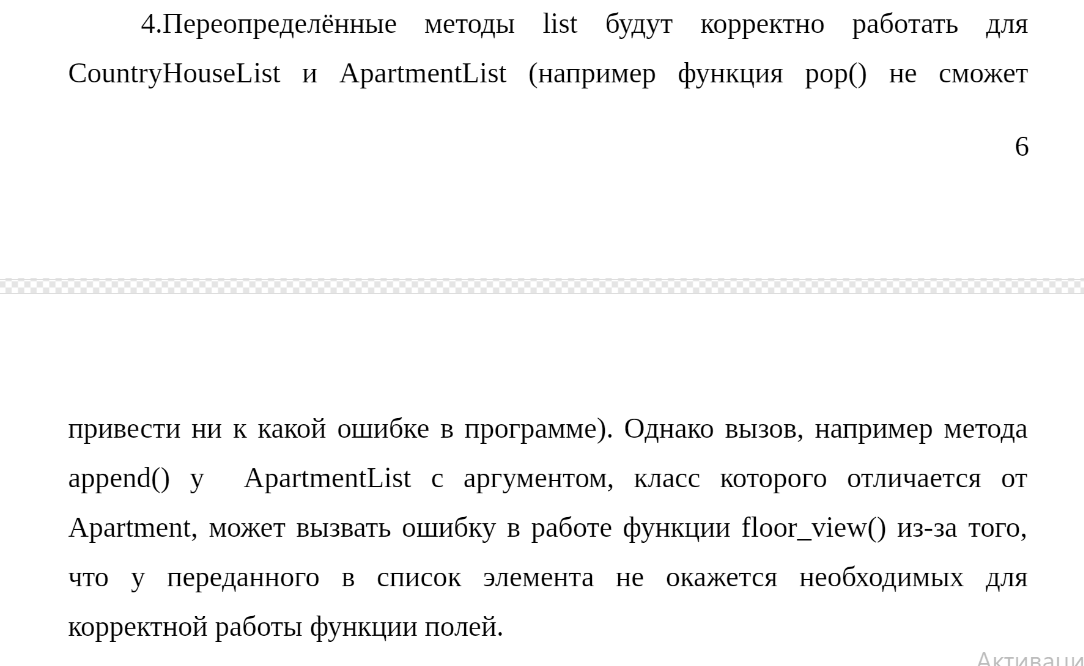 4.Переопределённые методы list будут корректно работать для
CountryHouseList и ApartmentList (например функция pop() не сможет
6
привести ни к какой ошибке в программе). Однако вызов, например метода
append() у ApartmentList с аргументом, класс которого отличается от
Apartment, может вызвать ошибку в работе функции floor_view() из-за того,
что у переданного в список элемента не окажется необходимых для
корректной работы функции полей.
Активаци